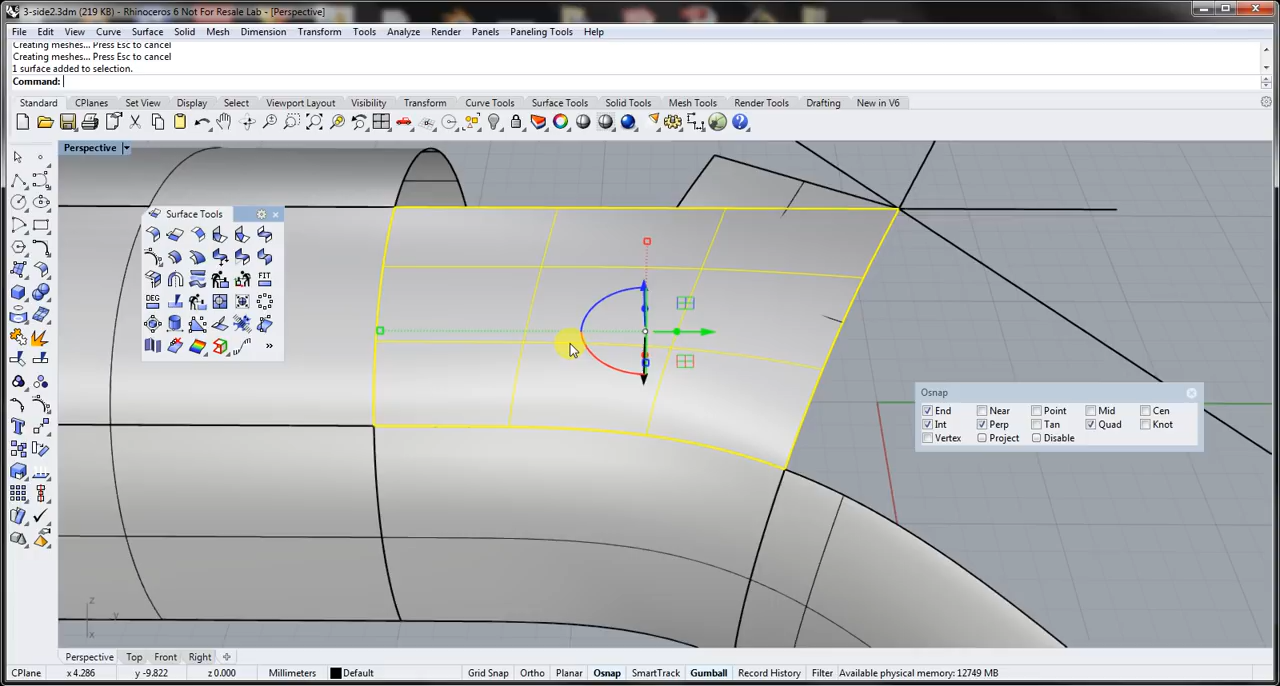 3-side2.3dm (219 KB) - Rhinoceros 6 Not For Resale Lab - [Perspective]
File Edit View Curve Surface Solid Mesh Dimension Transform Tools Analyze Render Panels Paneling Tools Help
Creating meshes... Press Esc to cancel
Creating meshes... Press Esc to cancel
1 surface added to selection.
Command:
Standard CPlanes Set View Display Select Viewport Layout Visibility Transform Curve Tools Surface Tools Solid Tools Mesh Tools Render Tools Drafting New in V6
Perspective
Surface Tools
FIT
DEG
»
Osnap
End Near Point Mid Cen
Int Perp Tan Quad Knot
Vertex Project Disable
z
y
x
Perspective Top Front Right
CPlane x 4.286 y -9.822 z 0.000 Millimeters Default Grid Snap Ortho Planar Osnap SmartTrack Gumball Record History Filter Available physical memory: 12749 MB